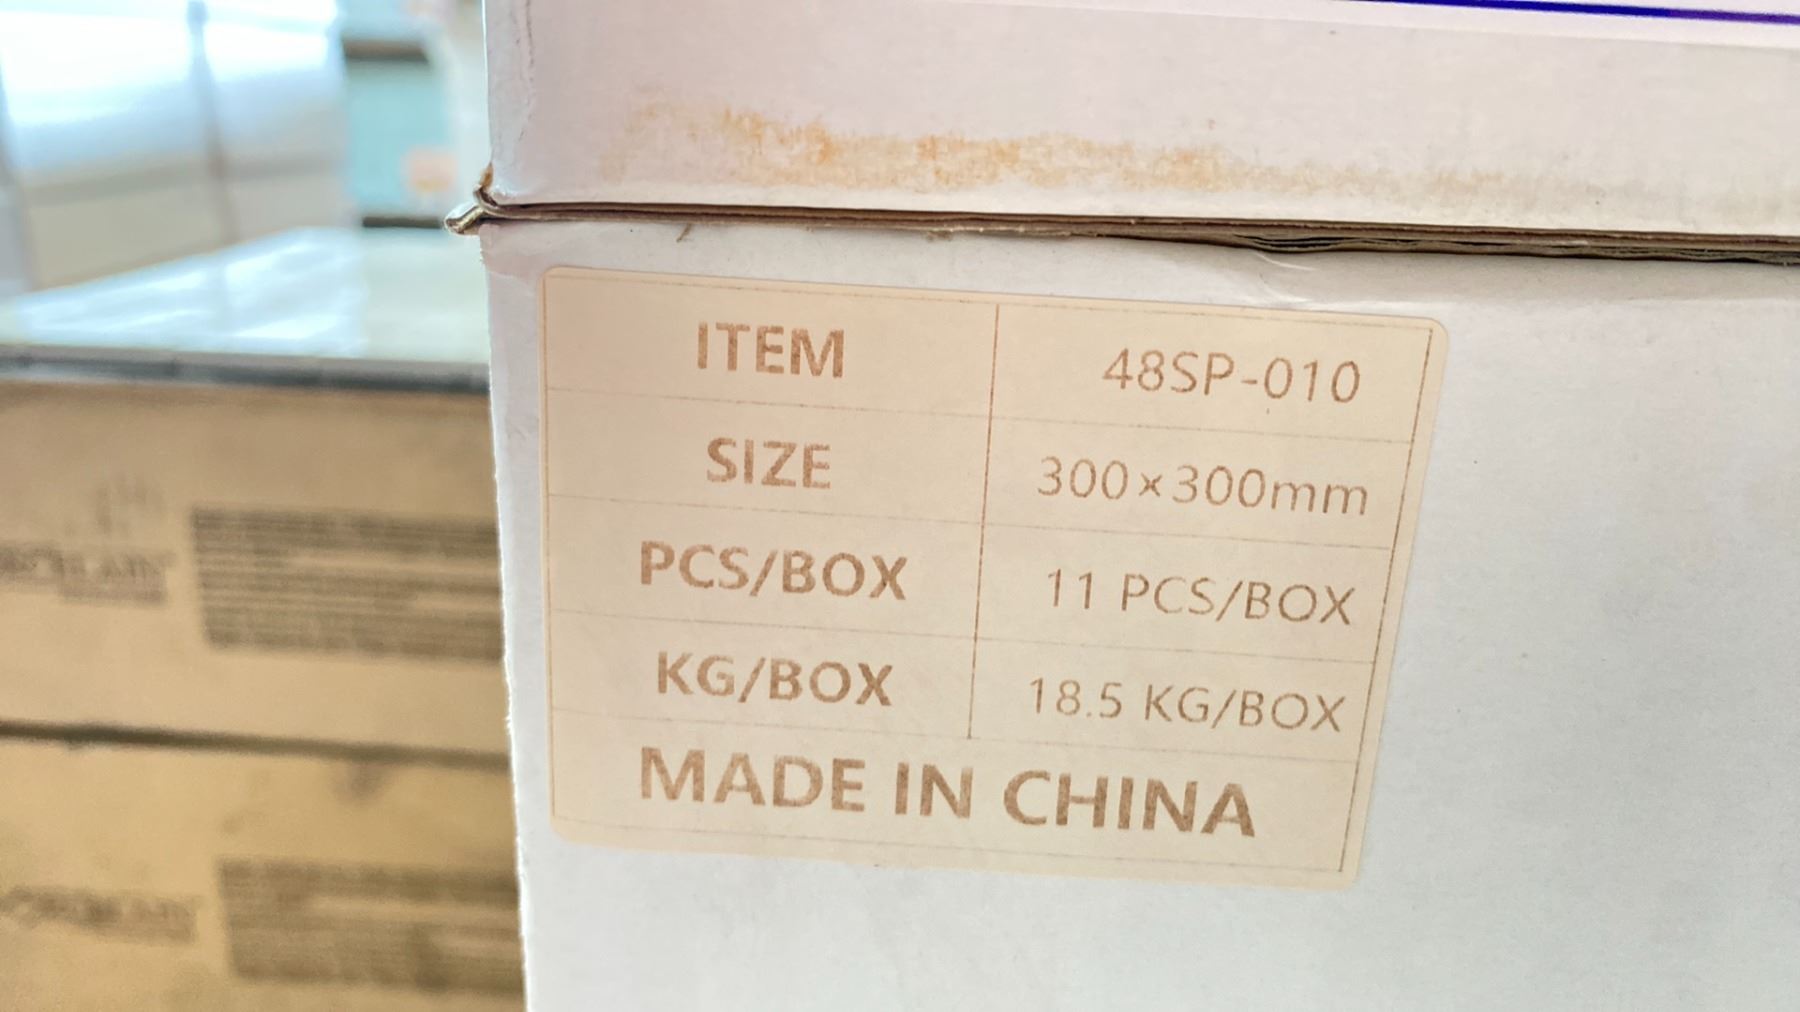 ITEM 48SP-010
SIZE 300×300mm
PCS/BOX 11 PCS/BOX
KG/BOX 18.5 KG/BOX
MADE IN CHINA